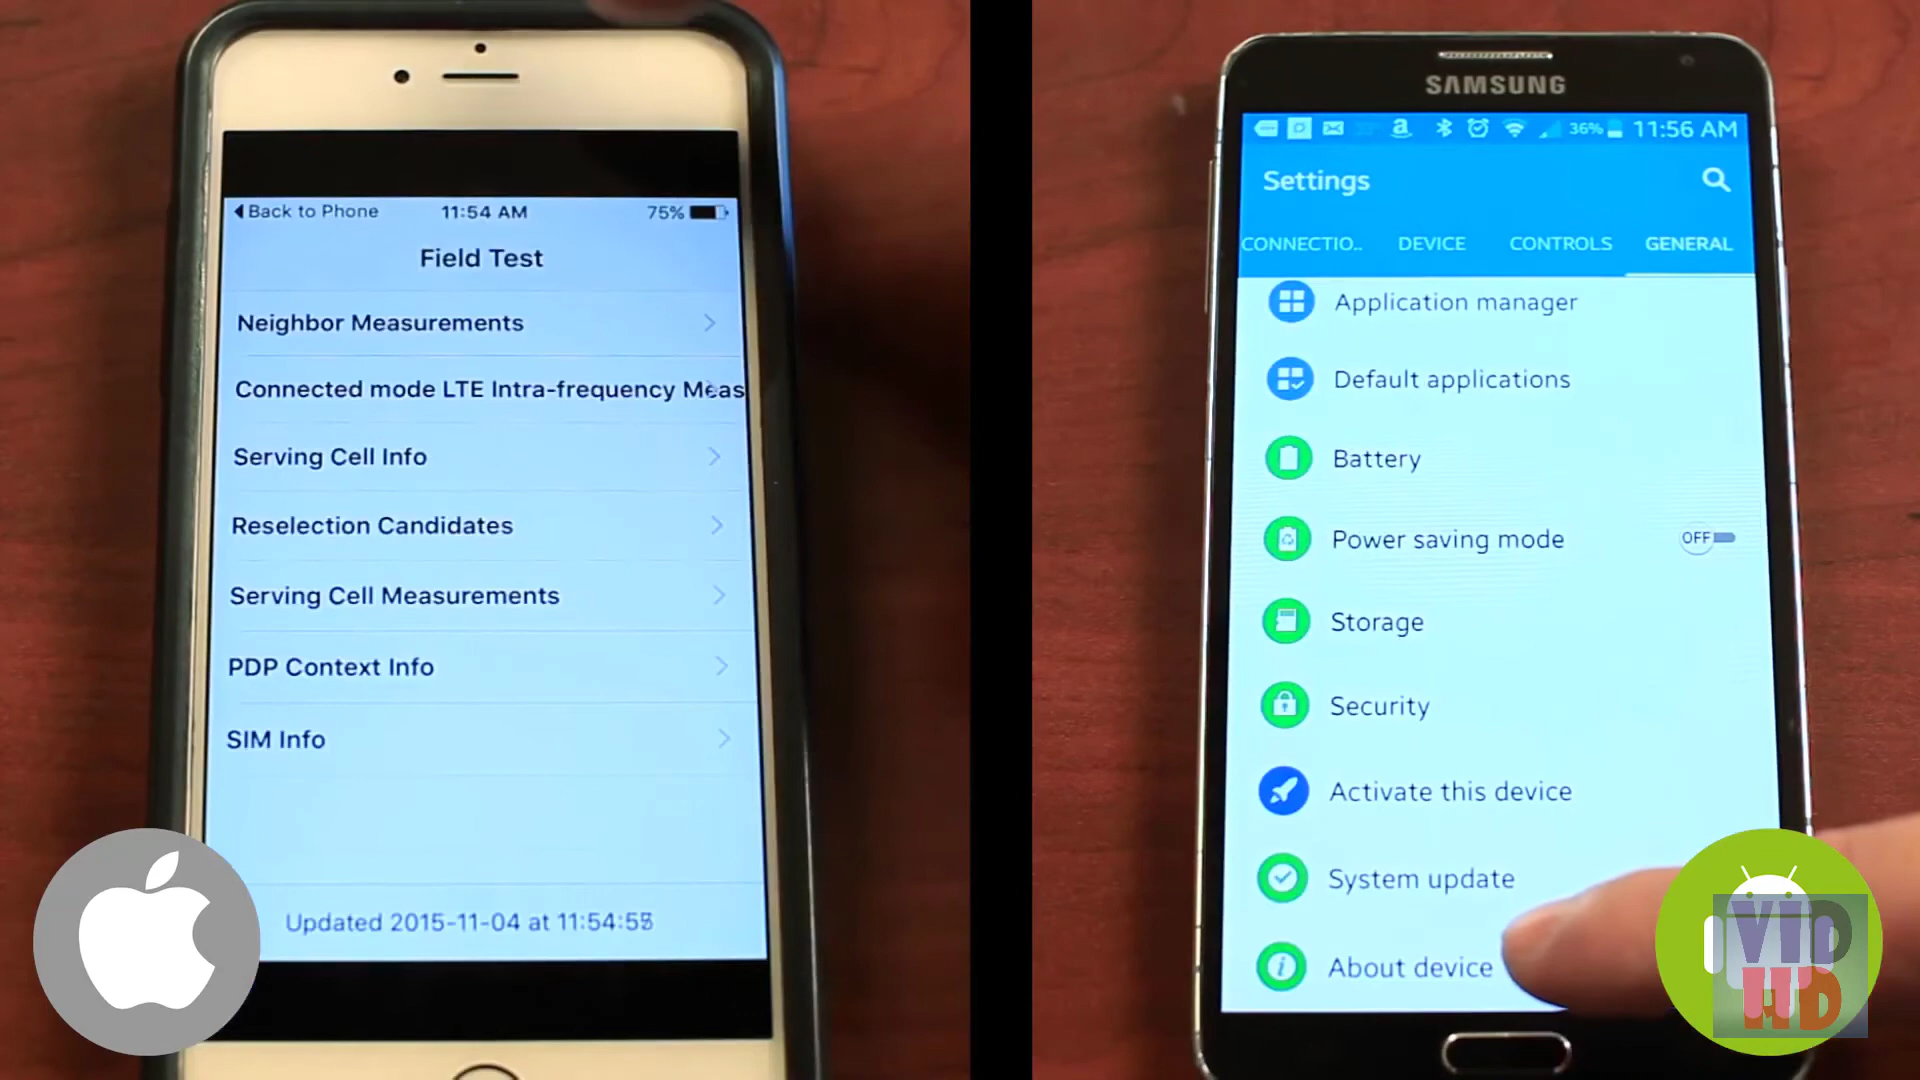 Back to Phone 11:54 AM 75%
Field Test
Neighbor Measurements
Connected mode LTE Intra-frequency Meas
Serving Cell Info
Reselection Candidates
Serving Cell Measurements
PDP Context Info
SIM Info
Updated 2015-11-04 at 11:54:55
SAMSUNG
36% 11:56 AM
Settings
CONNECTIO.. DEVICE CONTROLS GENERAL
Application manager
Default applications
Battery
Power saving mode OFF
Storage
Security
Activate this device
System update
About device
VID
HD